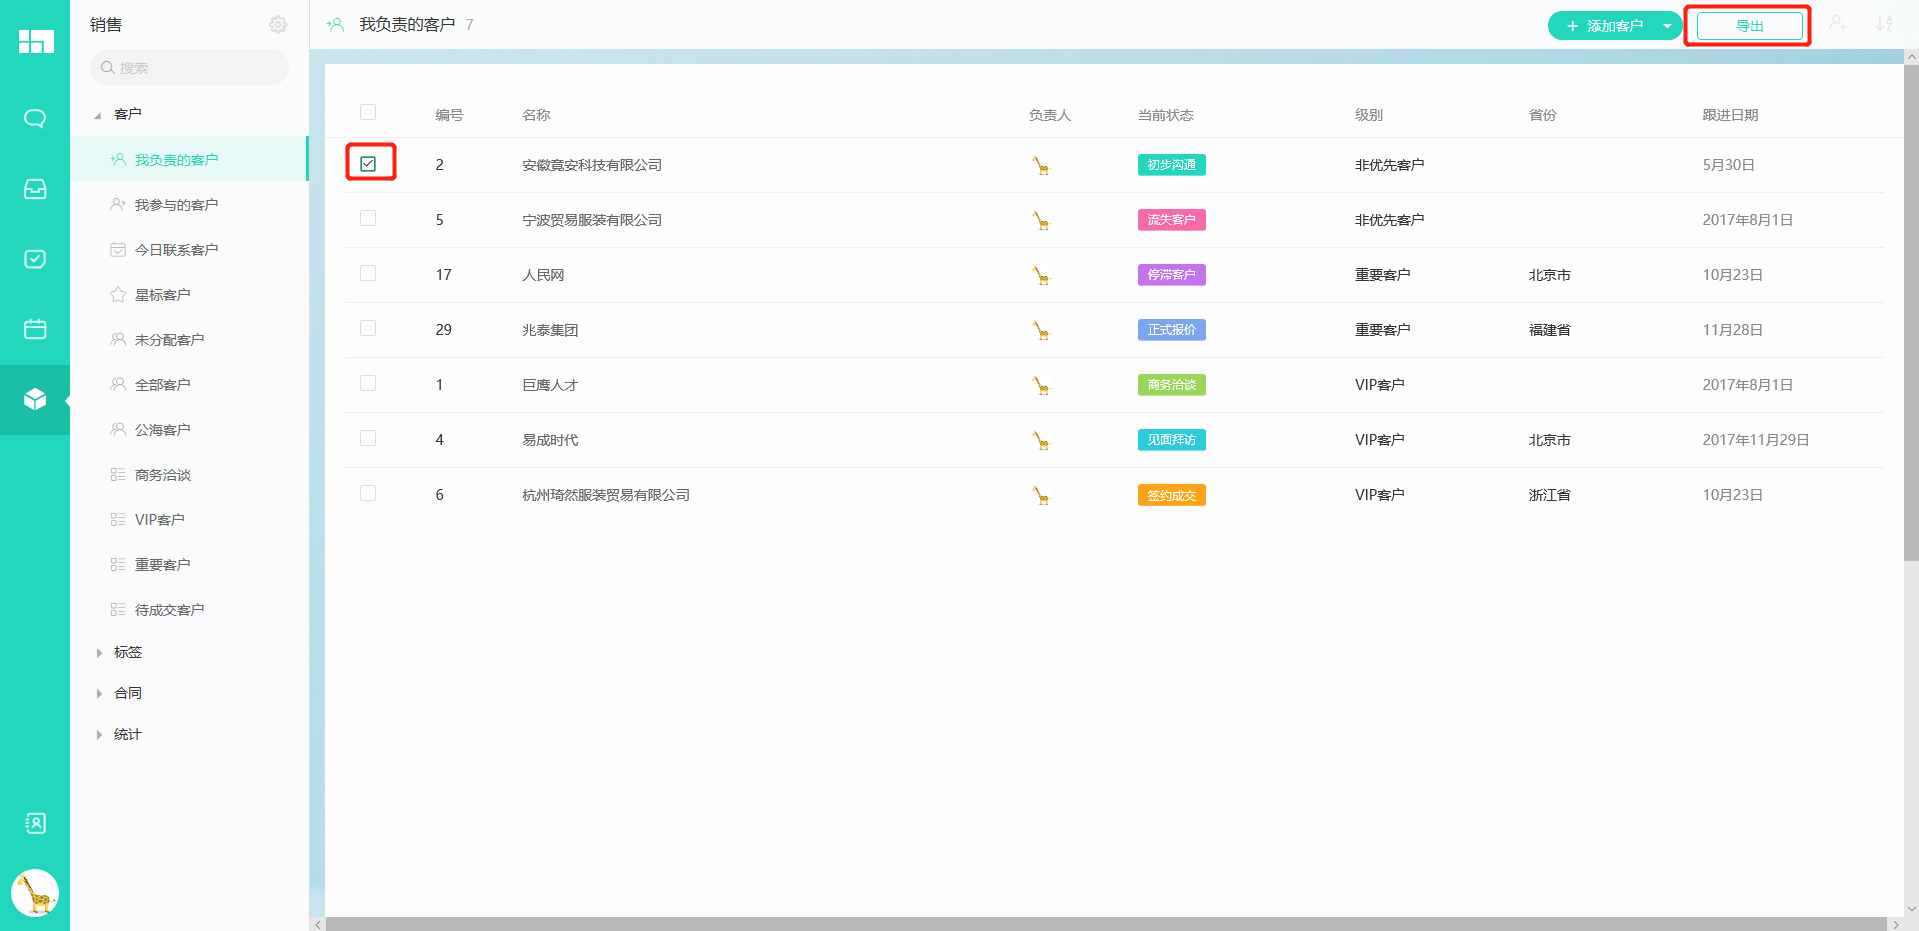 销售
我负责的客户 7
添加客户
导出
搜索
客户
我负责的客户
我参与的客户
今日联系客户
星标客户
未分配客户
全部客户
公海客户
商务洽谈
VIP客户
重要客户
待成交客户
标签
合同
统计
编号 名称 负责人 当前状态 级别 省份 跟进日期
2 安徽竟安科技有限公司 初步沟通 非优先客户 5月30日
5 宁波贸易服装有限公司 流失客户 非优先客户 2017年8月1日
17 人民网 停滞客户 重要客户 北京市 10月23日
29 兆泰集团 正式报价 重要客户 福建省 11月28日
1 巨鹰人才 商务洽谈 VIP客户 2017年8月1日
4 易成时代 见面拜访 VIP客户 北京市 2017年11月29日
6 杭州琦然服装贸易有限公司 签约成交 VIP客户 浙江省 10月23日